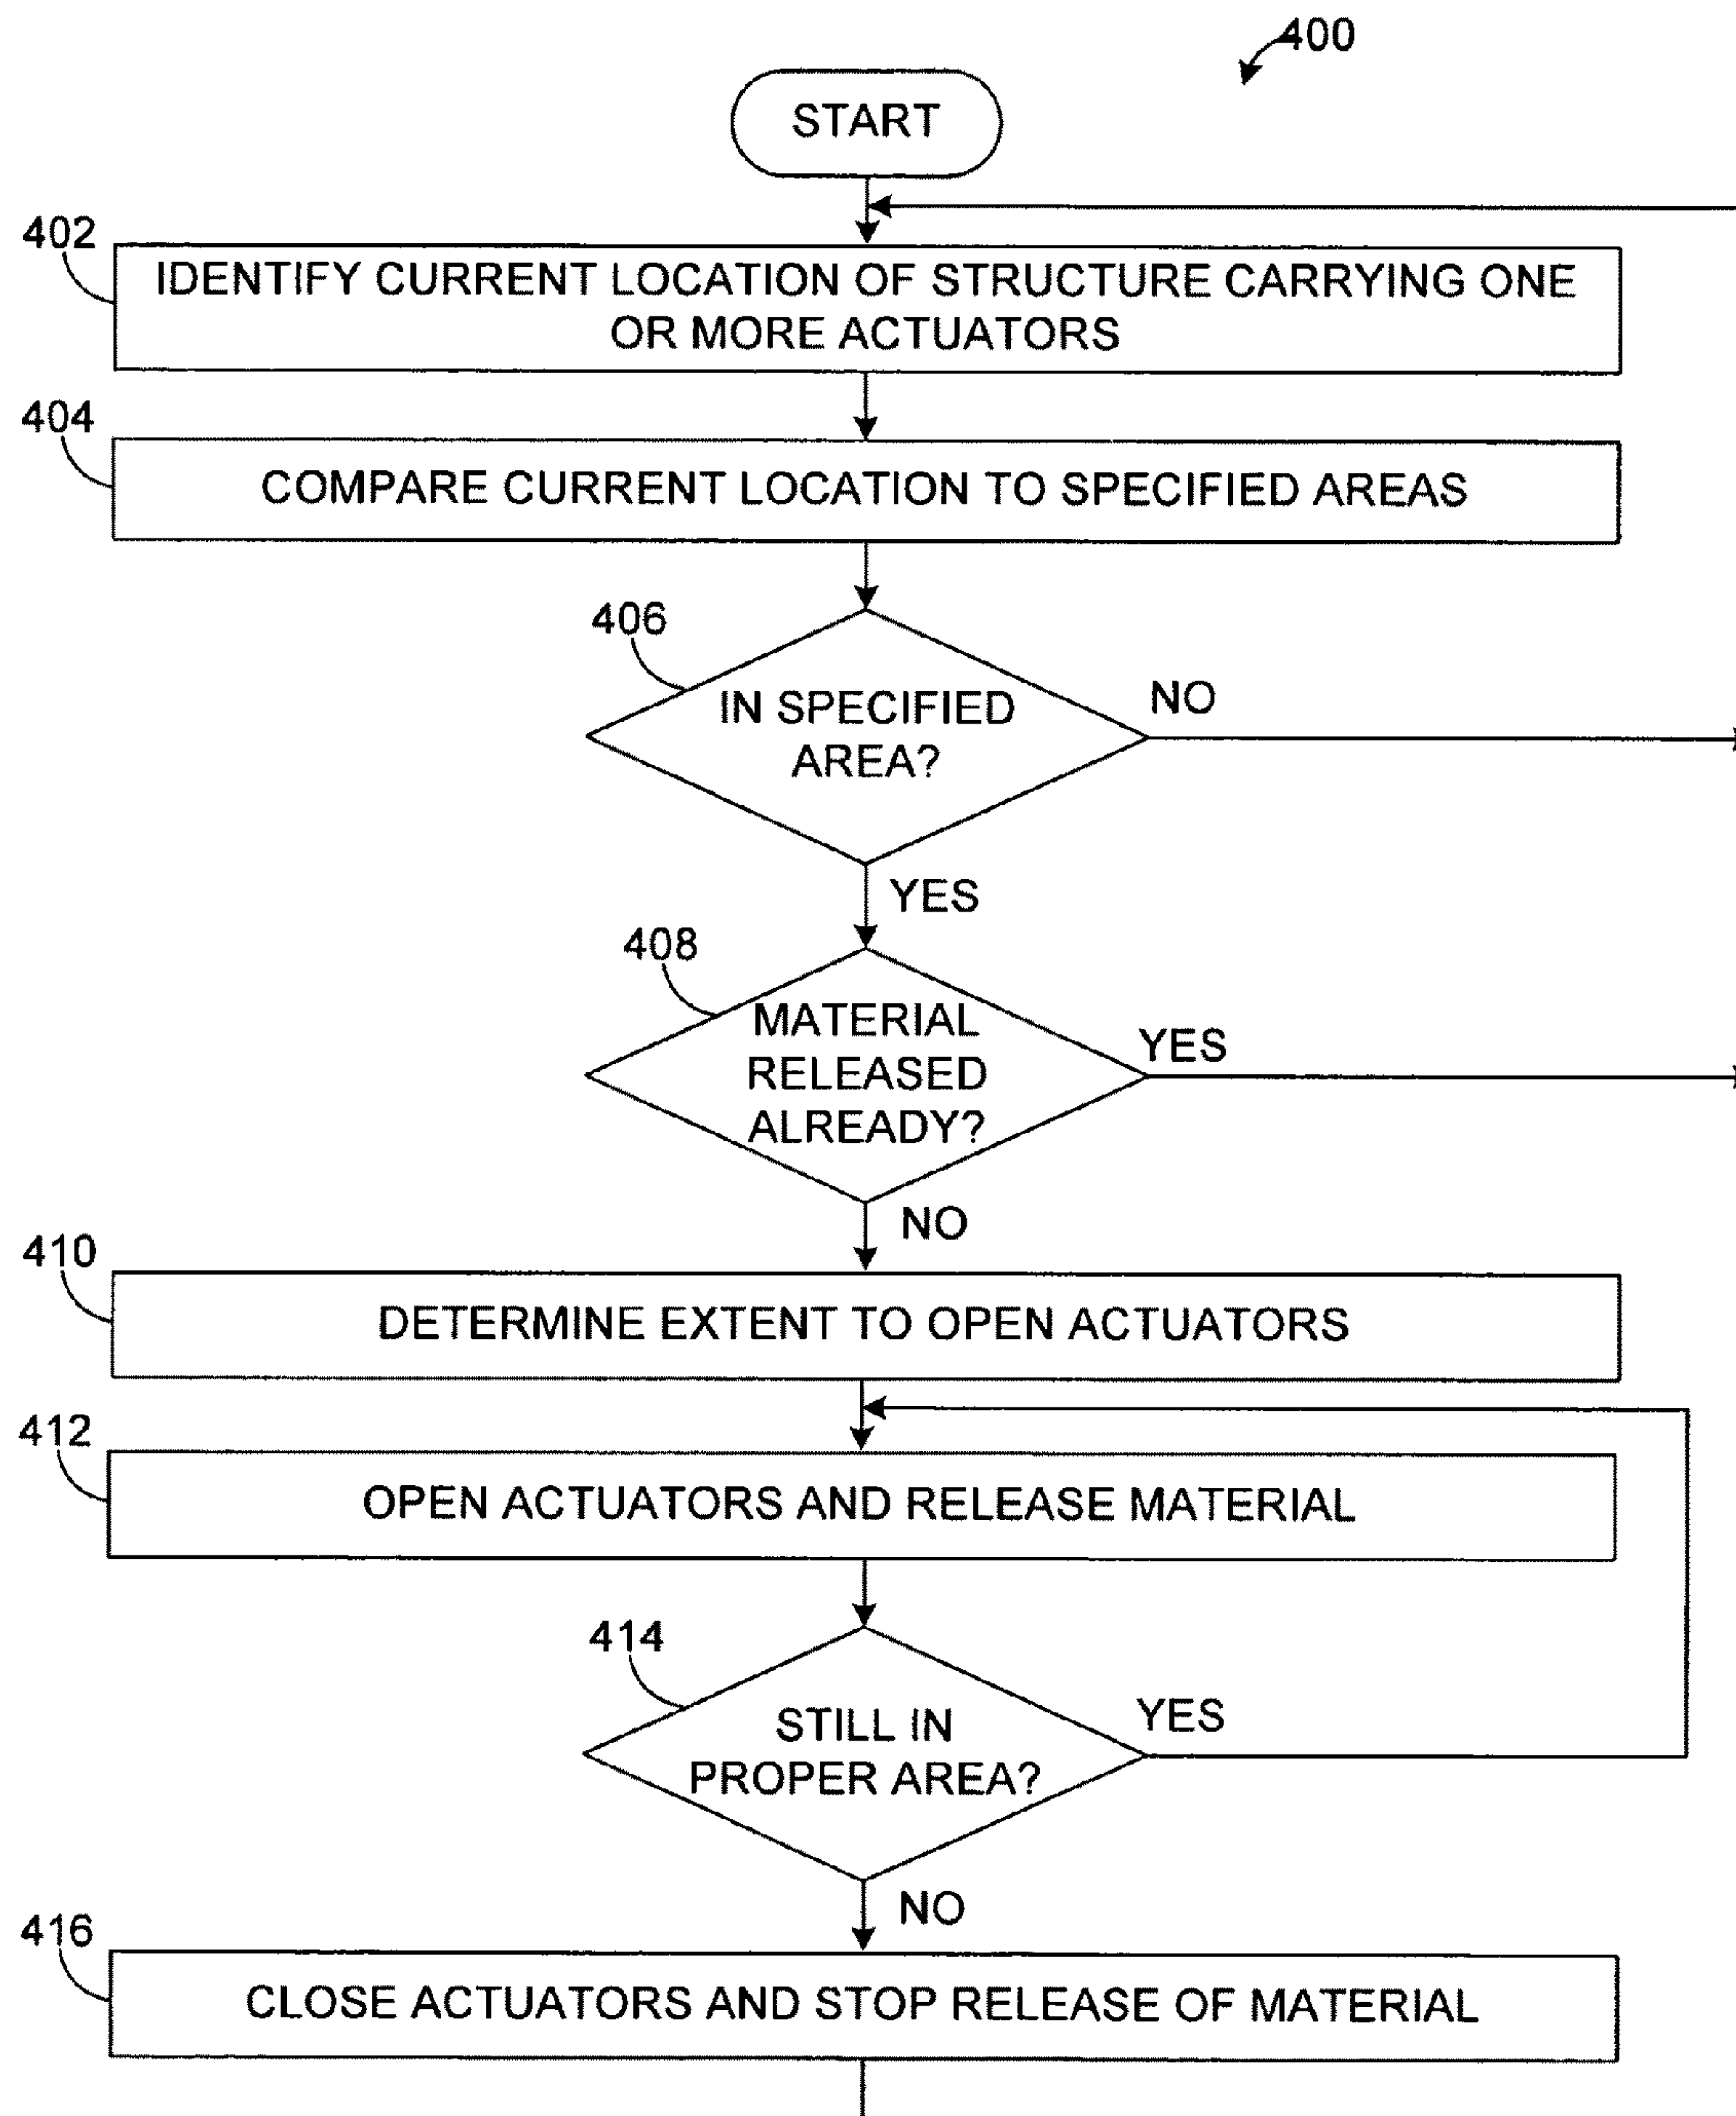 400
START
402
IDENTIFY CURRENT LOCATION OF STRUCTURE CARRYING ONE
OR MORE ACTUATORS
404
COMPARE CURRENT LOCATION TO SPECIFIED AREAS
406
IN SPECIFIED
AREA?
NO
YES
408
MATERIAL
RELEASED
ALREADY?
YES
NO
410
DETERMINE EXTENT TO OPEN ACTUATORS
412
OPEN ACTUATORS AND RELEASE MATERIAL
414
STILL IN
PROPER AREA?
YES
NO
416
CLOSE ACTUATORS AND STOP RELEASE OF MATERIAL